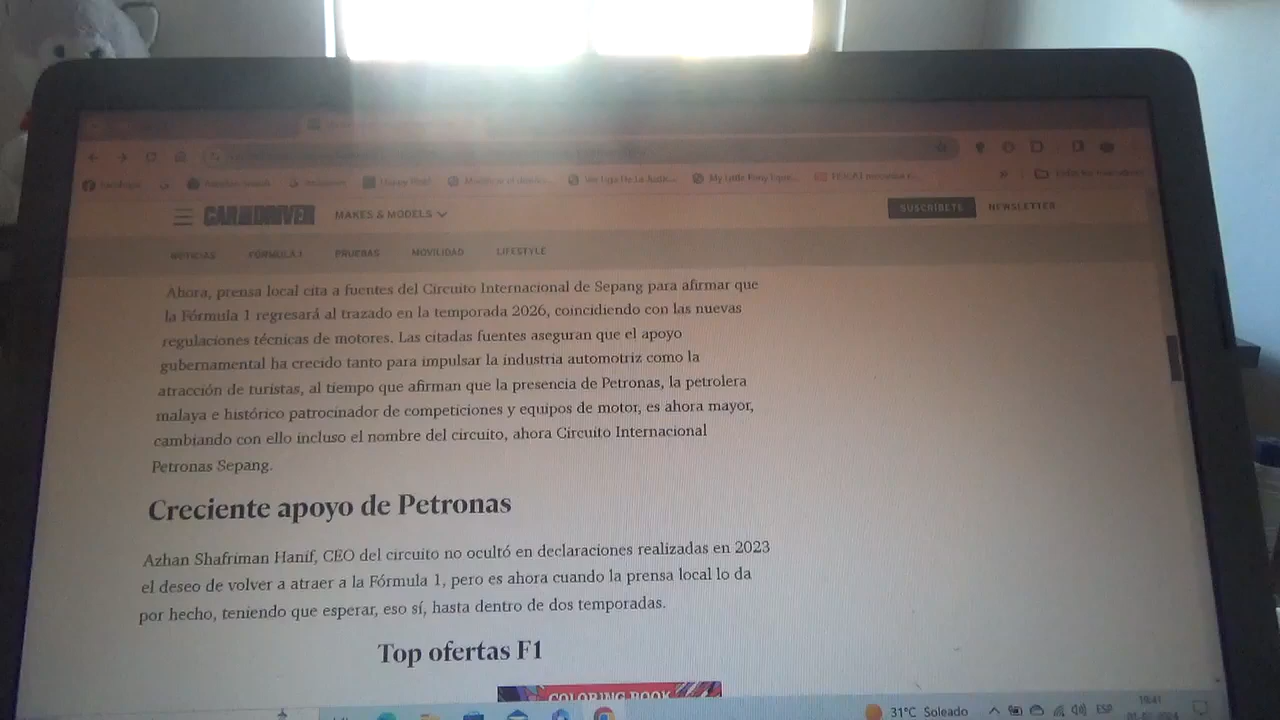 CAR AND DRIVER MAKES & MODELS SUSCRÍBETE NEWSLETTER
NOTICIAS FÓRMULA 1 PRUEBAS MOVILIDAD LIFESTYLE
Ahora, prensa local cita a fuentes del Circuito Internacional de Sepang para afirmar que
la Fórmula 1 regresará al trazado en la temporada 2026, coincidiendo con las nuevas
regulaciones técnicas de motores. Las citadas fuentes aseguran que el apoyo
gubernamental ha crecido tanto para impulsar la industria automotriz como la
atracción de turistas, al tiempo que afirman que la presencia de Petronas, la petrolera
malaya e histórico patrocinador de competiciones y equipos de motor, es ahora mayor,
cambiando con ello incluso el nombre del circuito, ahora Circuito Internacional
Petronas Sepang.
Creciente apoyo de Petronas
Azhan Shafriman Hanif, CEO del circuito no ocultó en declaraciones realizadas en 2023
el deseo de volver a atraer a la Fórmula 1, pero es ahora cuando la prensa local lo da
por hecho, teniendo que esperar, eso sí, hasta dentro de dos temporadas.
Top ofertas F1
COLORING BOOK
31°C Soleado ESP 19:41